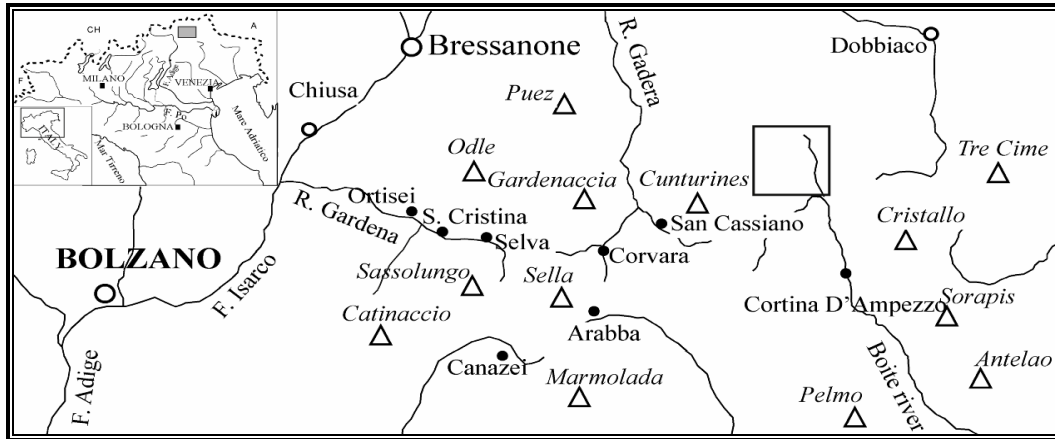 CH
A
F
MILANO
VENEZIA
F. Po
BOLOGNA
Mar Tirreno
Mare Adriatico
ITALY
Bressanone
R. Gadera
Dobbiaco
Chiusa
Puez
Odle
Tre Cime
Gardenaccia
Cunturines
Ortisei
R. Gardena
S. Cristina
San Cassiano
Cristallo
Selva
Corvara
BOLZANO
F. Isarco
Sassolungo
Sella
Cortina D'Ampezzo
Sorapis
Catinaccio
Arabba
Canazei
Marmolada
Antelao
Pelmo
Boite river
F. Adige